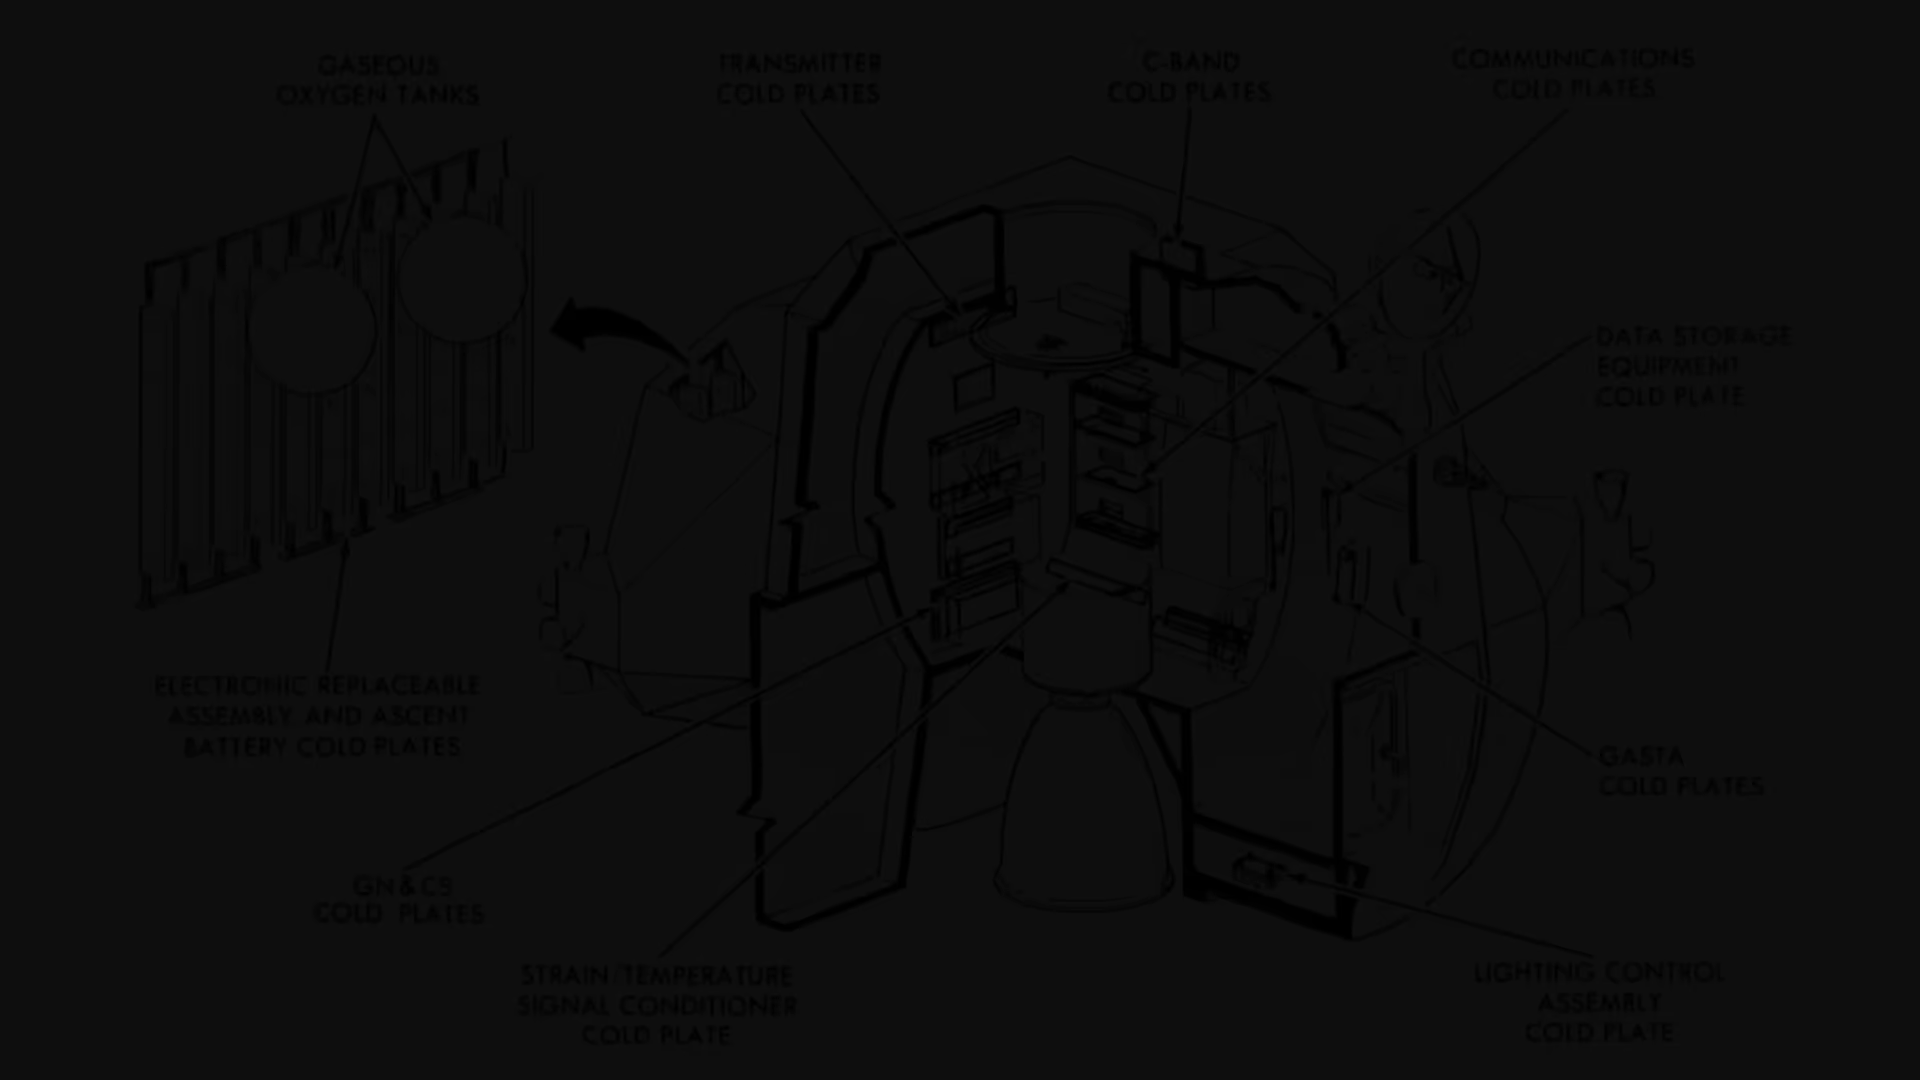 GASEOUS
OXYGEN TANKS
TRANSMITTER
COLD PLATES
C-BAND
COLD PLATES
COMMUNICATIONS
COLD PLATES
DATA STORAGE
EQUIPMENT
COLD PLATE
ELECTRONIC REPLACEABLE
ASSEMBLY AND ASCENT
BATTERY COLD PLATES
GASTA
COLD PLATES
GN&CS
COLD PLATES
STRAIN/TEMPERATURE
SIGNAL CONDITIONER
COLD PLATE
LIGHTING CONTROL
ASSEMBLY
COLD PLATE